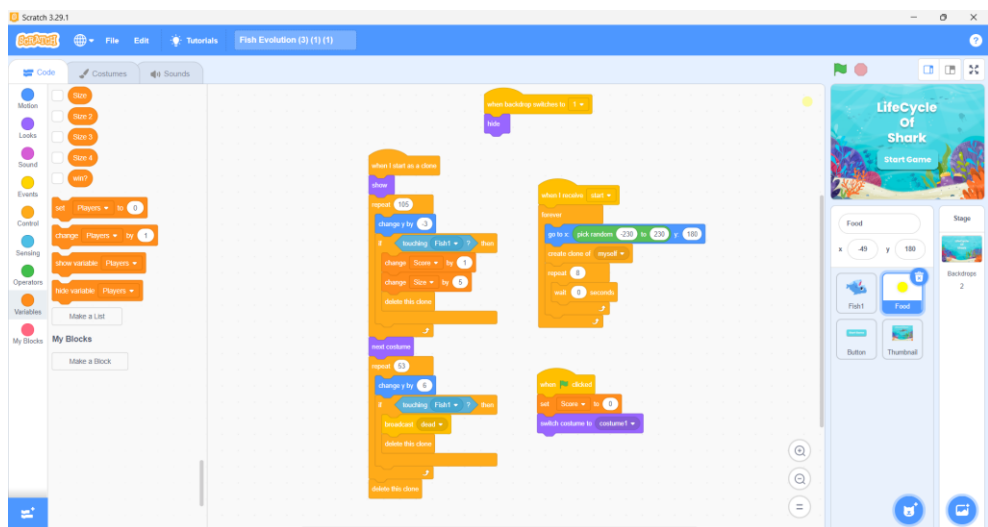 Scratch 3.29.1
SCRATCH File Edit Tutorials Fish Evolution (3) (1) (1) ?
Code Costumes Sounds
Motion
Looks
Sound
Events
Control
Sensing
Operators
Variables
My Blocks
Size
Size 2
Size 3
Size 4
win?
set Players to 0
change Players by 1
show variable Players
hide variable Players
Make a List
My Blocks
Make a Block
when backdrop switches to 1
hide
when I start as a clone
show
repeat 105
change y by -3
if touching Fish1 ? then
change Score by 1
change Size by 5
delete this clone
next costume
repeat 53
change y by 6
if touching Fish1 ? then
broadcast dead
delete this clone
delete this clone
when I receive start
forever
go to x: pick random -230 to 230 y: 180
create clone of myself
repeat 8
wait 0 seconds
when clicked
set Score to 0
switch costume to costume1
LifeCycle
Of
Shark
Start Game
Food
x -49 y 180
Fish1
Food
Button
Thumbnail
Stage
Backdrops
2